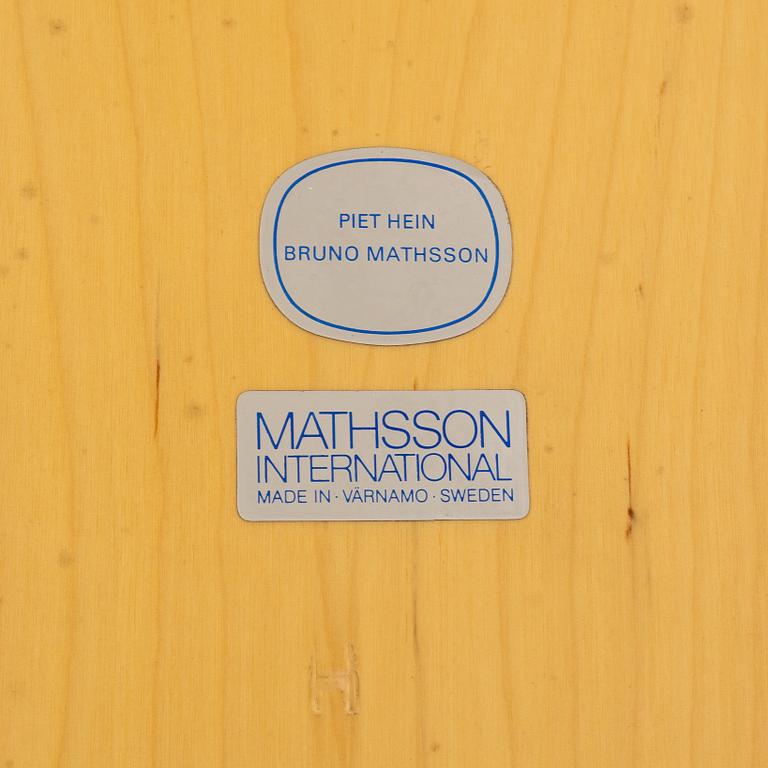 PIET HEIN
BRUNO MATHSSON
MATHSSON
INTERNATIONAL
MADE IN · VÄRNAMO · SWEDEN
H